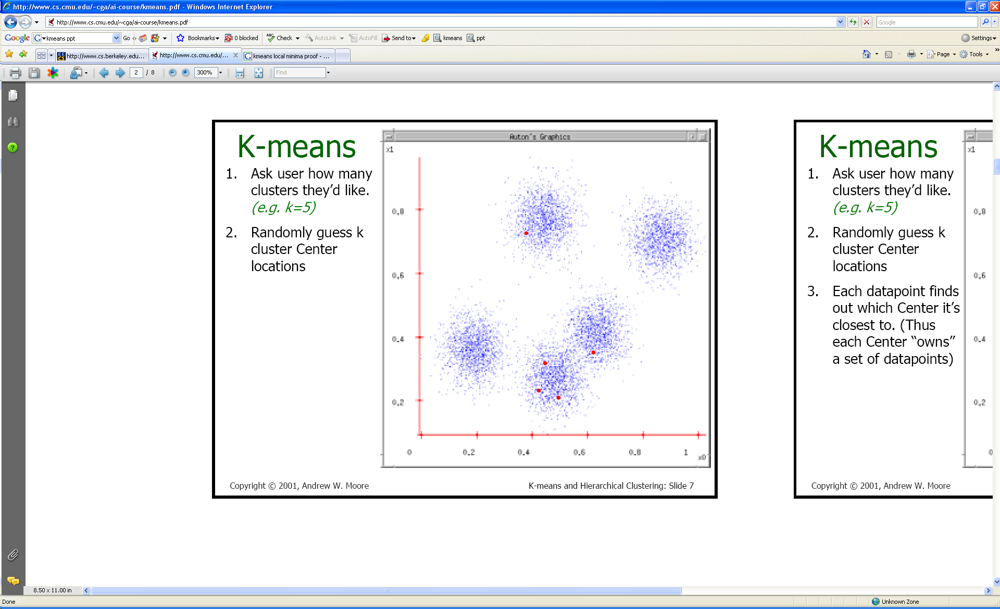 http://www.cs.cmu.edu/~cga/ai-course/kmeans.pdf - Windows Internet Explorer
http://www.cs.cmu.edu/~cga/ai-course/kmeans.pdf
Google
Google
kmeans ppt
Go
Bookmarks
0 blocked
Check
AutoLink
AutoFill
Send to
kmeans
ppt
Settings
http://www.cs.berkeley.edu...
http://www.cs.cmu.edu/...
kmeans local minima proof - ...
Page
Tools
2 / 8
300%
Find
K-means
1. Ask user how many
clusters they'd like.
(e.g. k=5)
2. Randomly guess k
cluster Center
locations
Auton's Graphics
x1
0.8
0.6
0.4
0.2
0 0.2 0.4 0.6 0.8 1
x0
Copyright © 2001, Andrew W. Moore
K-means and Hierarchical Clustering: Slide 7
K-means
1. Ask user how many
clusters they'd like.
(e.g. k=5)
2. Randomly guess k
cluster Center
locations
3. Each datapoint finds
out which Center it's
closest to. (Thus
each Center “owns”
a set of datapoints)
x1
0.8
0.6
0.4
0.2
0
Copyright © 2001, Andrew W. Moore
8.50 x 11.00 in
Done
Unknown Zone